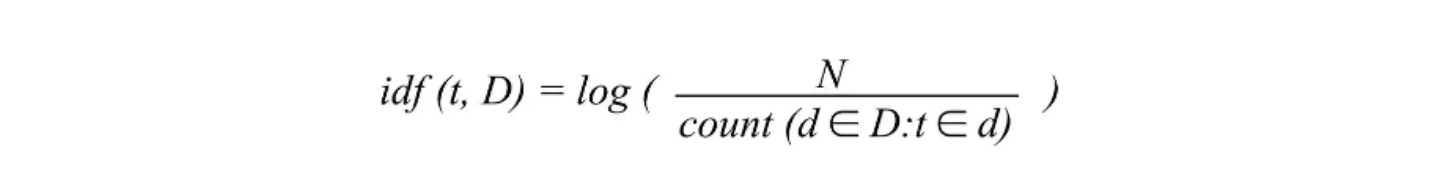 idf (t, D) = log ( N / count (d ∈ D:t ∈ d) )